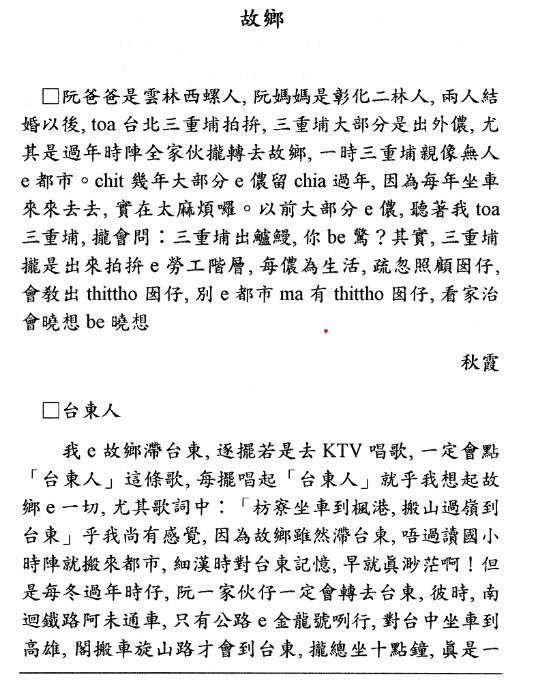 故鄉
□阮爸爸是雲林西螺人, 阮媽媽是彰化二林人, 兩人結
婚以後, toa 台北三重埔拍拚, 三重埔大部分是出外儂, 尤
其是過年時陣全家伙攏轉去故鄉, 一時三重埔親像無人
e 都市。chit 幾年大部分 e 儂留 chia 過年, 因為每年坐車
來來去去, 實在太麻煩囉。以前大部分 e 儂, 聽著我 toa
三重埔, 攏會問：三重埔出鱸鰻, 你 be 驚？其實, 三重埔
攏是出來拍拚 e 勞工階層, 每儂為生活, 疏忽照顧囡仔,
會教出 thittho 囡仔, 別 e 都市 ma 有 thittho 囡仔, 看家治
會曉想 be 曉想
秋霞
□台東人
我 e 故鄉滯台東, 逐擺若是去 KTV 唱歌, 一定會點
「台東人」這條歌, 每擺唱起「台東人」就乎我想起故
鄉 e 一切, 尤其歌詞中：「枋寮坐車到楓港, 搬山過嶺到
台東」乎我尚有感覺, 因為故鄉雖然滯台東, 唔過讀國小
時陣就搬來都市, 細漢時對台東記憶, 早就眞渺茫啊！但
是每冬過年時仔, 阮一家伙仔一定會轉去台東, 彼時, 南
迴鐵路阿未通車, 只有公路 e 金龍號咧行, 對台中坐車到
高雄, 閣搬車旋山路才會到台東, 攏總坐十點鐘, 眞是一